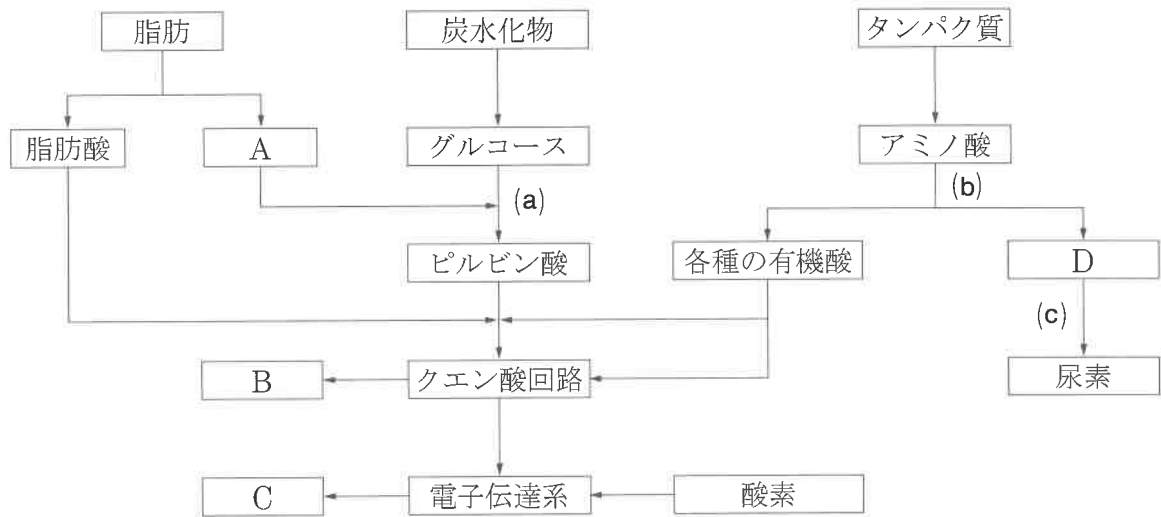 脂肪
炭水化物
タンパク質
脂肪酸
A
グルコース
アミノ酸
(a)
(b)
ピルビン酸
各種の有機酸
D
(c)
B
クエン酸回路
尿素
C
電子伝達系
酸素